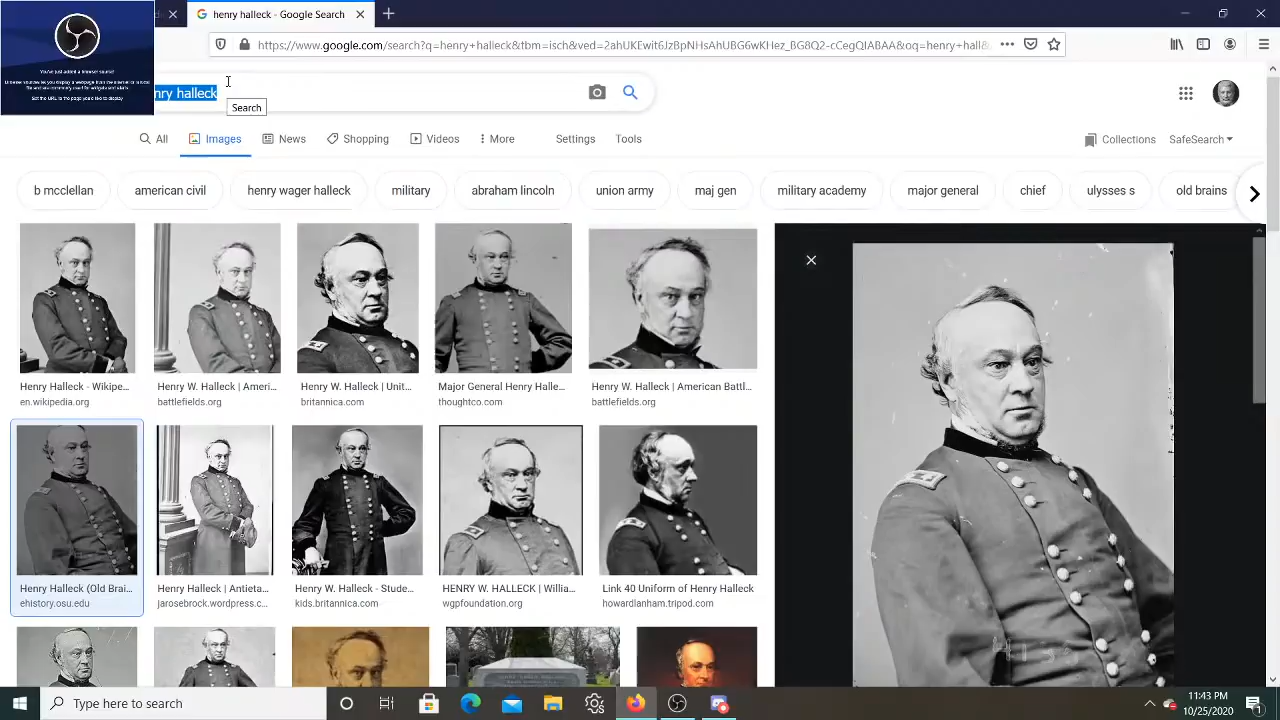 henry halleck - Google Search
You've just added a browser source!
https://www.google.com/search?q=henry+halleck&tbm=isch&ved=2ahUKEwit6JzBpNHsAhUBG6wKHez_BG8Q2-cCegQIABAA&oq=henry+hall&
nry halleck
Search
All
Images
News
Shopping
Videos
More
Settings
Tools
Collections
SafeSearch
b mcclellan
american civil
henry wager halleck
military
abraham lincoln
union army
maj gen
military academy
major general
chief
ulysses s
old brains
Henry Halleck - Wikipe...
en.wikipedia.org
Henry W. Halleck | Ameri...
battlefields.org
Henry W. Halleck | Unit...
britannica.com
Major General Henry Halle...
thoughtco.com
Henry W. Halleck | American Battl...
battlefields.org
Henry Halleck (Old Brai...
ehistory.osu.edu
Henry Halleck | Antieta...
jarosebrock.wordpress.c...
Henry W. Halleck - Stude...
kids.britannica.com
HENRY W. HALLECK | Willia...
wgpfoundation.org
Link 40 Uniform of Henry Halleck
howardlanham.tripod.com
Type here to search
11:43 PM
10/25/2020